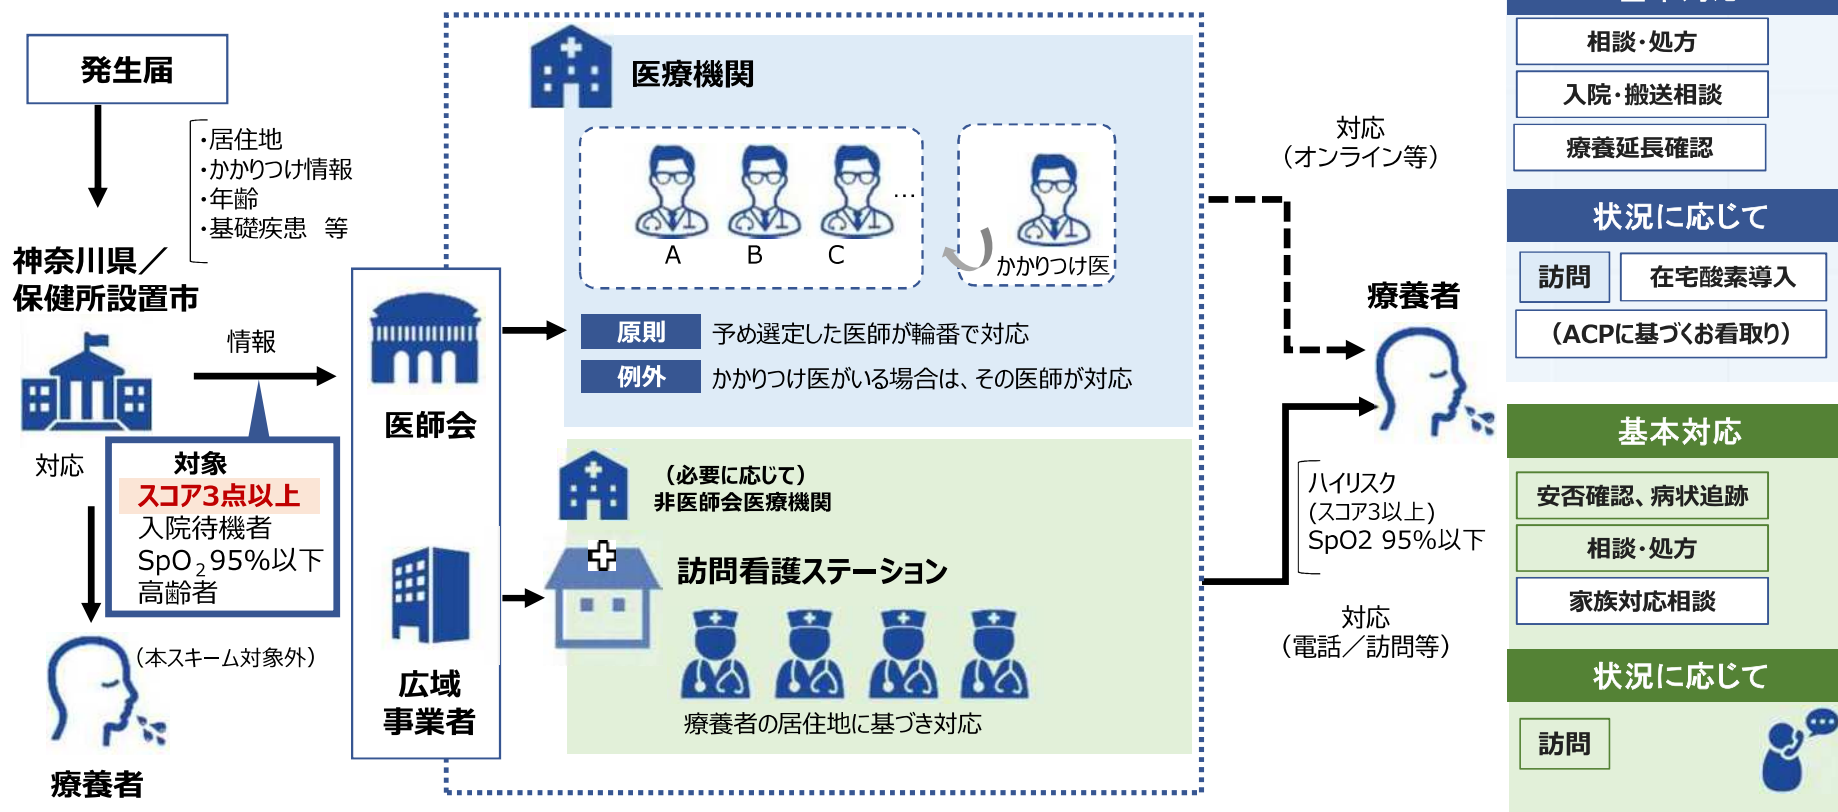 発生届
・居住地
・かかりつけ情報
・年齢
・基礎疾患 等
神奈川県／
保健所設置市
情報
対応
対象
スコア3点以上
入院待機者
SpO2 95%以下
高齢者
（本スキーム対象外）
療養者
医師会
広域
事業者
医療機関
A
B
C
…
かかりつけ医
原則
予め選定した医師が輪番で対応
例外
かかりつけ医がいる場合は、その医師が対応
（必要に応じて）
非医師会医療機関
訪問看護ステーション
療養者の居住地に基づき対応
対応
（オンライン等）
療養者
ハイリスク
(スコア3以上)
SpO2 95%以下
対応
（電話／訪問等）
基本対応
相談・処方
入院・搬送相談
療養延長確認
状況に応じて
訪問
在宅酸素導入
（ACPに基づくお看取り）
基本対応
安否確認、病状追跡
相談・処方
家族対応相談
状況に応じて
訪問